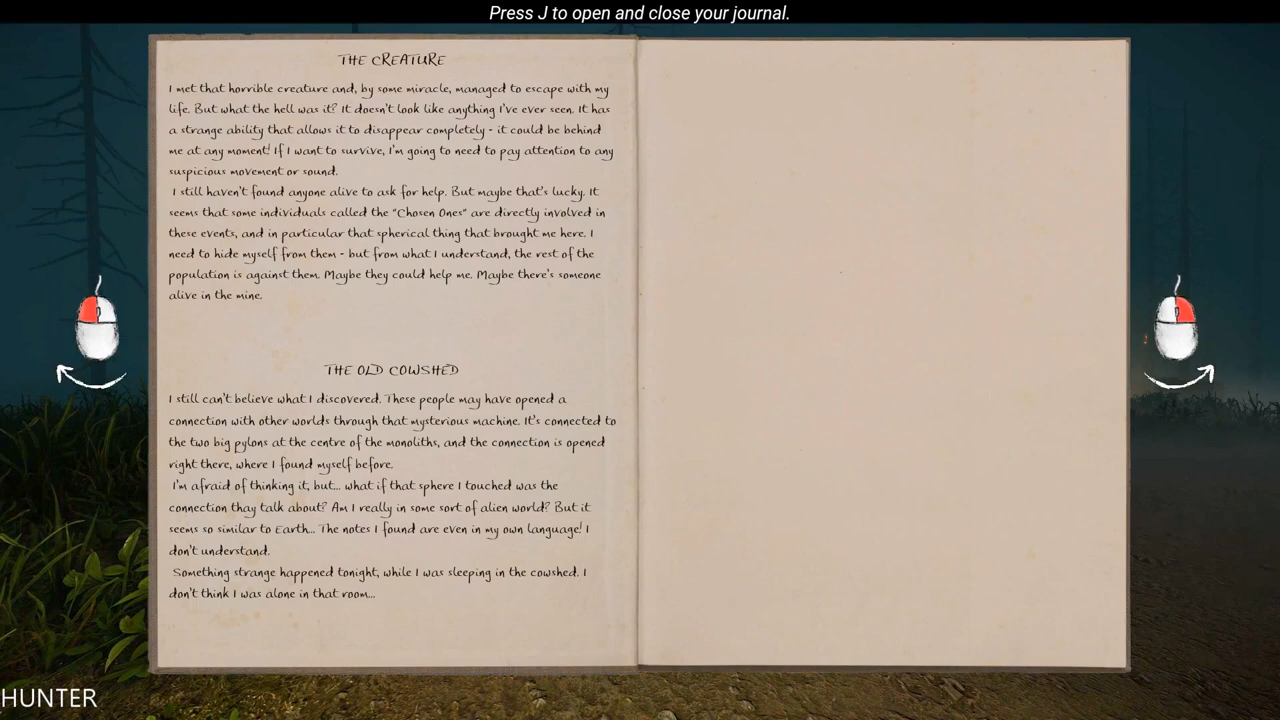 Press J to open and close your journal.
THE CREATURE
I met that horrible creature and, by some miracle, managed to escape with my
life. But what the hell was it? It doesn't look like anything I've ever seen. It has
a strange ability that allows it to disappear completely - it could be behind
me at any moment! If I want to survive, I'm going to need to pay attention to any
suspicious movement or sound.
I still haven't found anyone alive to ask for help. But maybe that's lucky. It
seems that some individuals called the "Chosen Ones" are directly involved in
these events, and in particular that spherical thing that brought me here. I
need to hide myself from them - but from what I understand, the rest of the
population is against them. Maybe they could help me. Maybe there's someone
alive in the mine.
THE OLD COWSHED
I still can't believe what I discovered. These people may have opened a
connection with other worlds through that mysterious machine. It's connected to
the two big pylons at the centre of the monoliths, and the connection is opened
right there, where I found myself before.
I'm afraid of thinking it, but... what if that sphere I touched was the
connection thay talk about? Am I really in some sort of alien world? But it
seems so similar to Earth... The notes I found are even in my own language! I
don't understand.
Something strange happened tonight, while I was sleeping in the cowshed. I
don't think I was alone in that room...
HUNTER